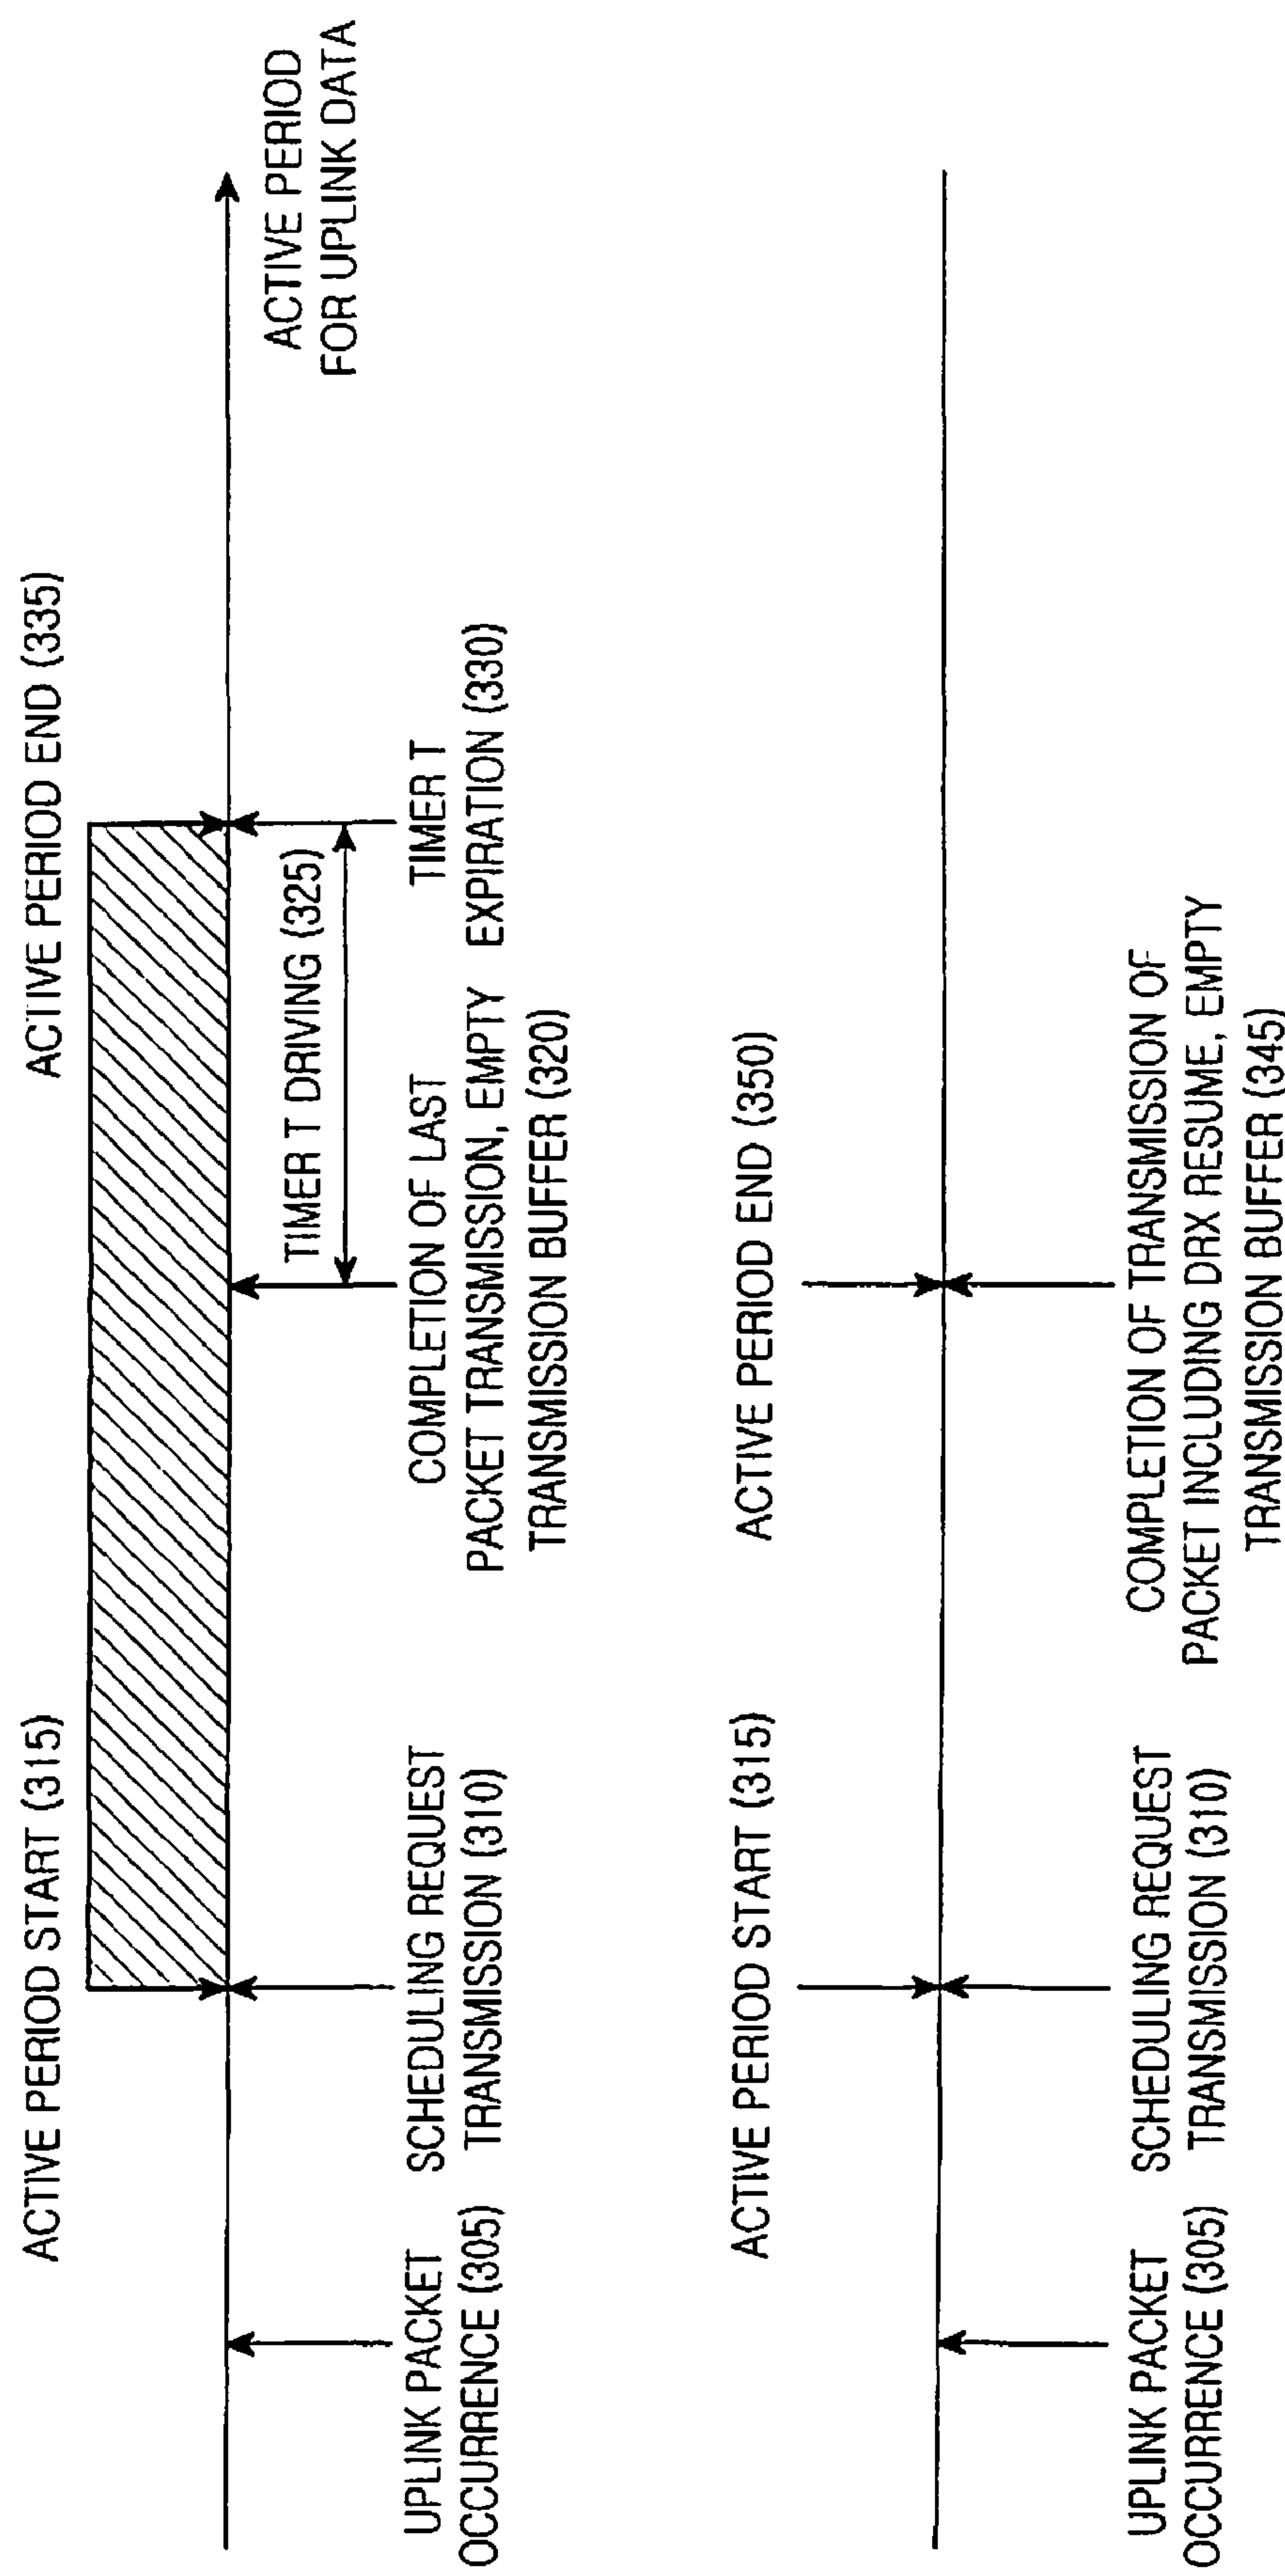 ACTIVE PERIOD START (315)
ACTIVE PERIOD END (335)
ACTIVE PERIOD
FOR UPLINK DATA
TIMER T DRIVING (325)
UPLINK PACKET
OCCURRENCE (305)
SCHEDULING REQUEST
TRANSMISSION (310)
COMPLETION OF LAST
PACKET TRANSMISSION, EMPTY
TRANSMISSION BUFFER (320)
TIMER T
EXPIRATION (330)
ACTIVE PERIOD START (315)
ACTIVE PERIOD END (350)
UPLINK PACKET
OCCURRENCE (305)
SCHEDULING REQUEST
TRANSMISSION (310)
COMPLETION OF TRANSMISSION OF
PACKET INCLUDING DRX RESUME, EMPTY
TRANSMISSION BUFFER (345)